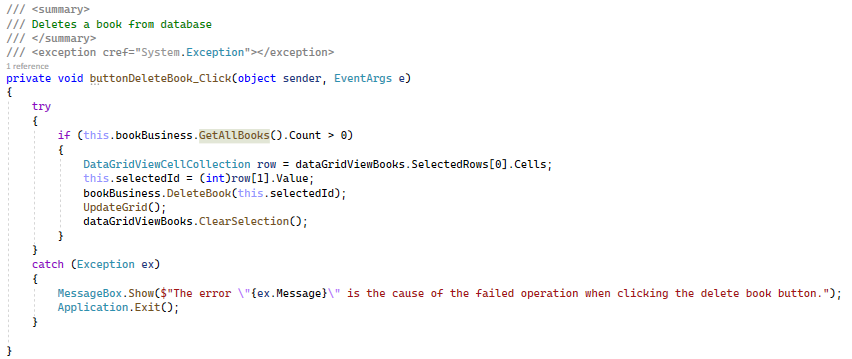 /// <summary>
/// Deletes a book from database
/// </summary>
/// <exception cref="System.Exception"></exception>
1 reference
private void buttonDeleteBook_Click(object sender, EventArgs e)
{
    try
    {
        if (this.bookBusiness.GetAllBooks().Count > 0)
        {
            DataGridViewCellCollection row = dataGridViewBooks.SelectedRows[0].Cells;
            this.selectedId = (int)row[1].Value;
            bookBusiness.DeleteBook(this.selectedId);
            UpdateGrid();
            dataGridViewBooks.ClearSelection();
        }
    }
    catch (Exception ex)
    {
        MessageBox.Show($"The error \"{ex.Message}\" is the cause of the failed operation when clicking the delete book button.");
        Application.Exit();
    }
}